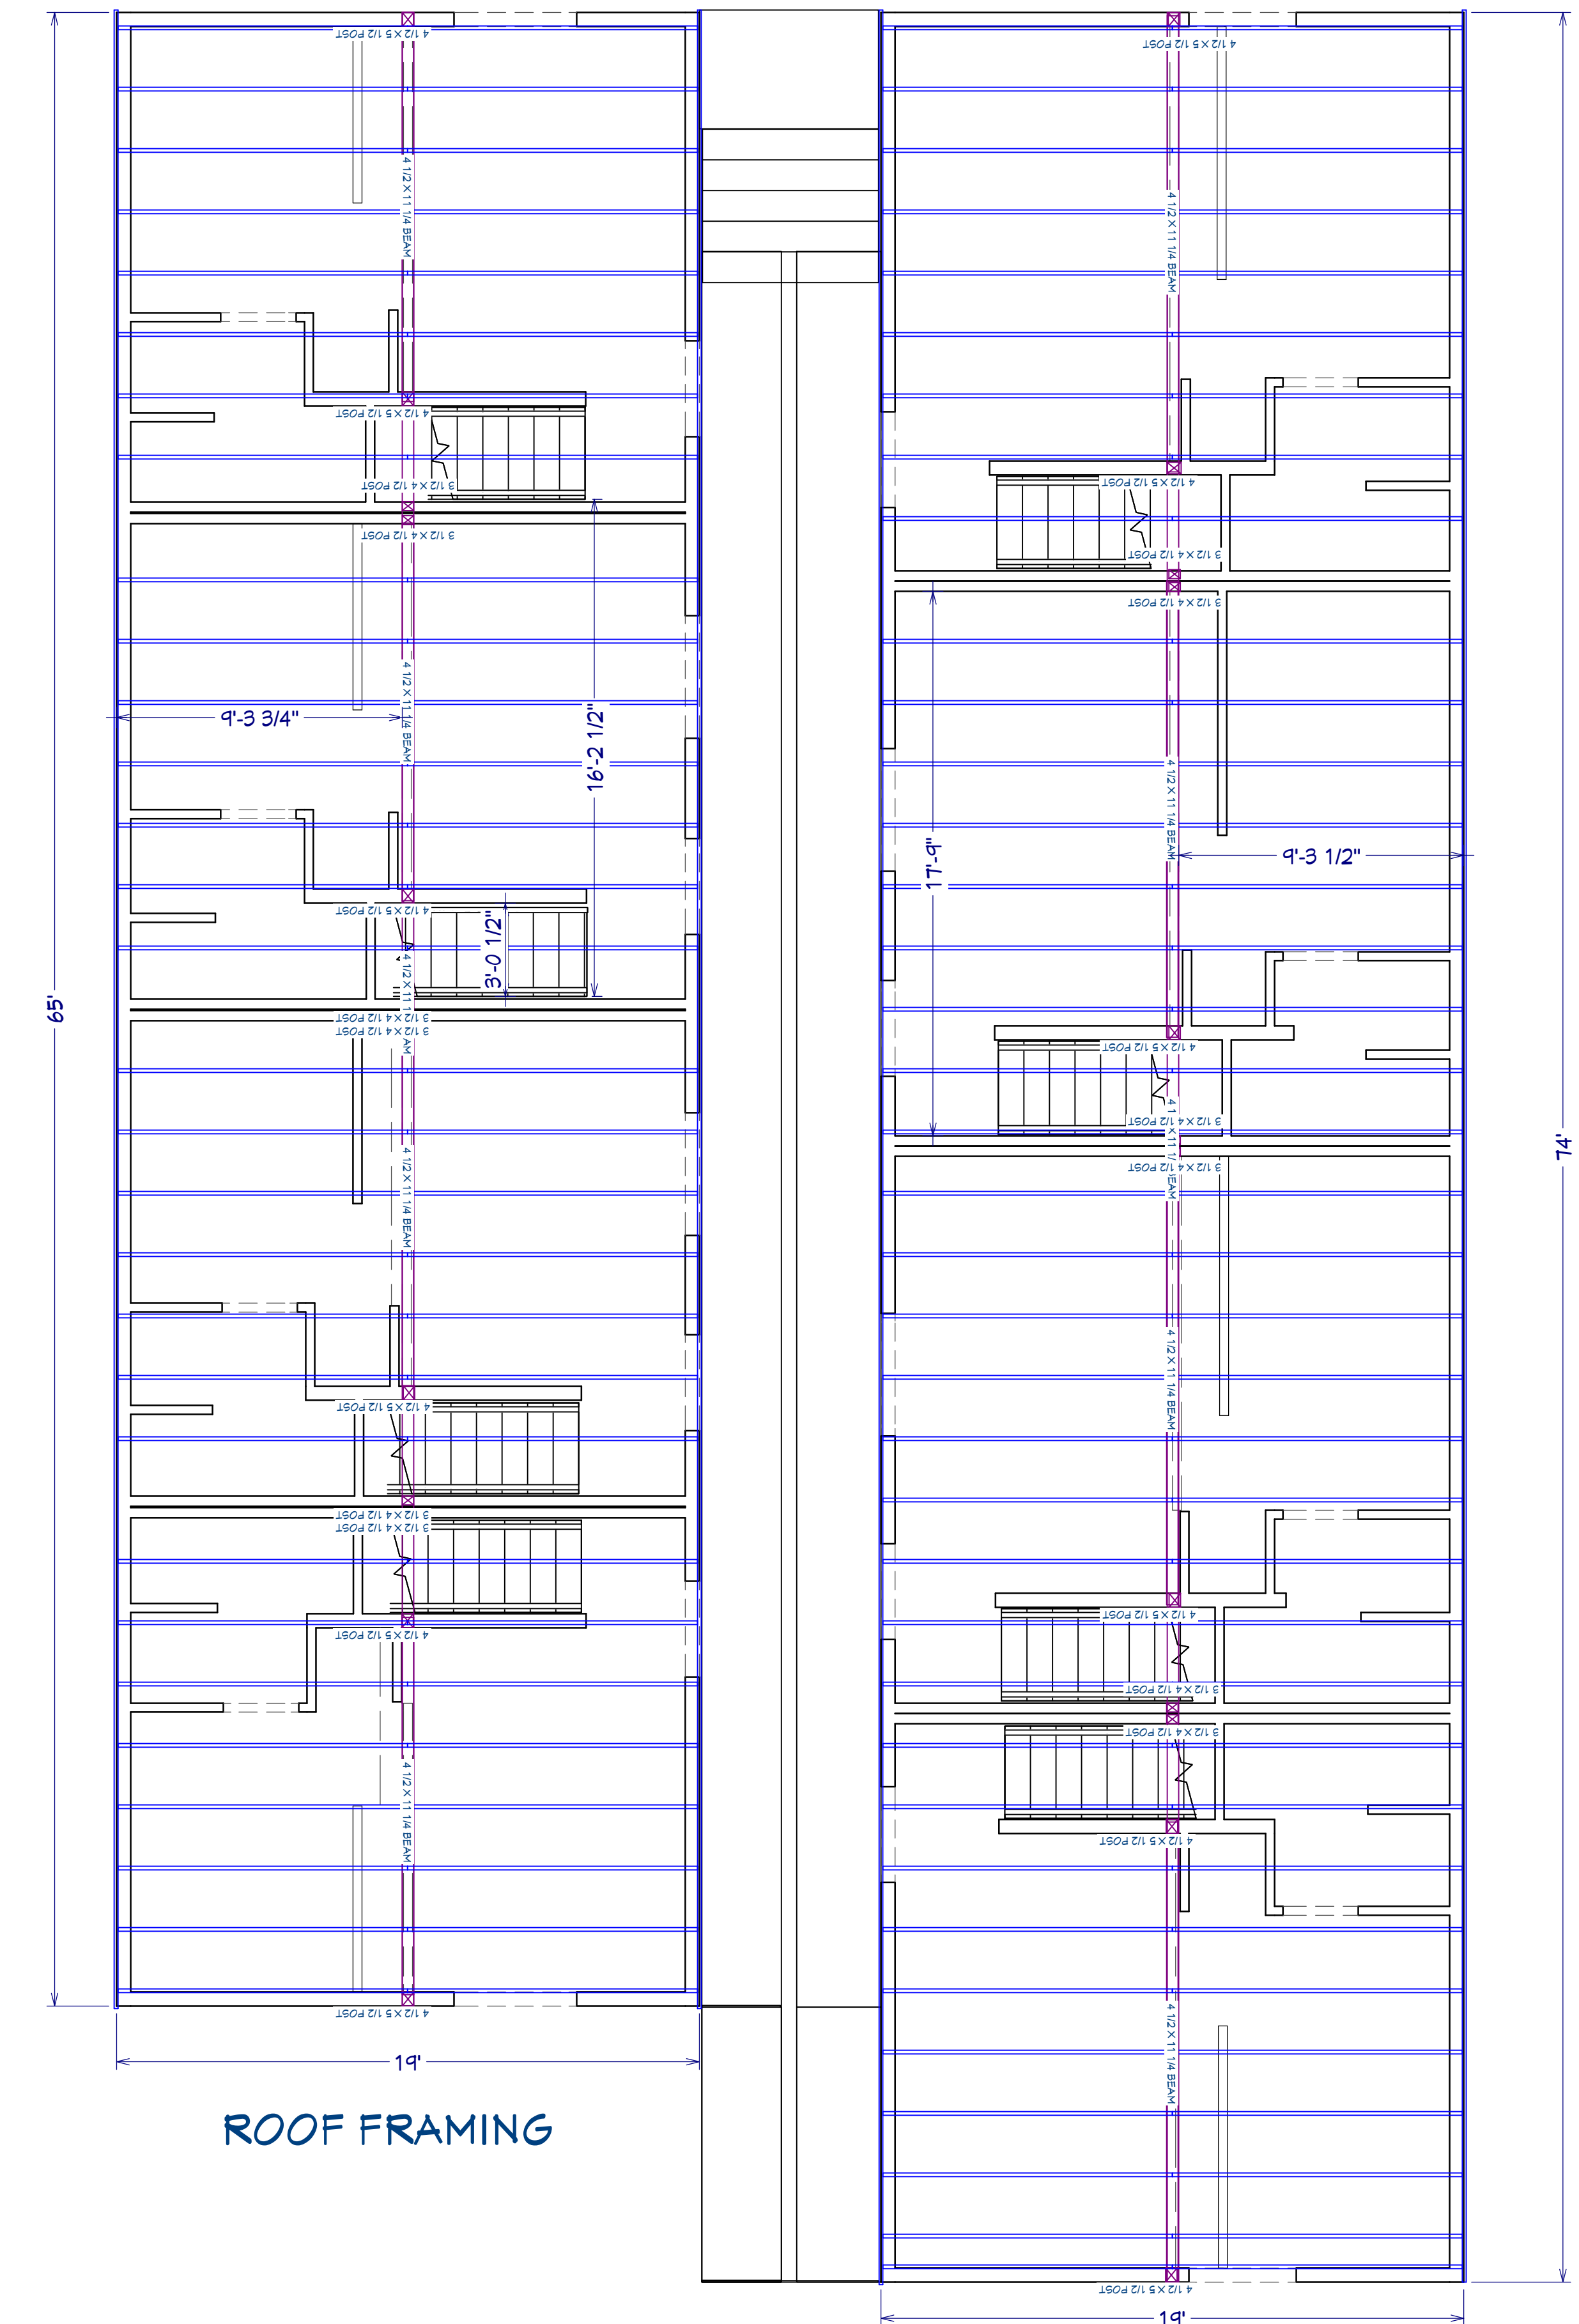 4 1/2 X 5 1/2 POST
4 1/2 X 5 1/2 POST
4 1/2 X 11 1/4 BEAM
4 1/2 X 11 1/4 BEAM
4 1/2 X 5 1/2 POST
3 1/2 X 4 1/2 POST
3 1/2 X 4 1/2 POST
4 1/2 X 5 1/2 POST
3 1/2 X 4 1/2 POST
3 1/2 X 4 1/2 POST
4 1/2 X 11 1/4 BEAM
9'-3 3/4"
16'-2 1/2"
4 1/2 X 11 1/4 BEAM
17'-9"
9'-3 1/2"
4 1/2 X 5 1/2 POST
3'-0 1/2"
4 1/2 X 11 1
AM
65'
3 1/2 X 4 1/2 POST
3 1/2 X 4 1/2 POST
4 1/2 X 5 1/2 POST
3 1/2 X 4 1/2 POST
4 1
X 11 1/
BEAM
3 1/2 X 4 1/2 POST
74'
4 1/2 X 11 1/4 BEAM
4 1/2 X 11 1/4 BEAM
4 1/2 X 5 1/2 POST
3 1/2 X 4 1/2 POST
3 1/2 X 4 1/2 POST
4 1/2 X 5 1/2 POST
4 1/2 X 5 1/2 POST
3 1/2 X 4 1/2 POST
3 1/2 X 4 1/2 POST
4 1/2 X 11 1/4 BEAM
4 1/2 X 5 1/2 POST
4 1/2 X 5 1/2 POST
4 1/2 X 11 1/4 BEAM
19'
ROOF FRAMING
4 1/2 X 5 1/2 POST
19'